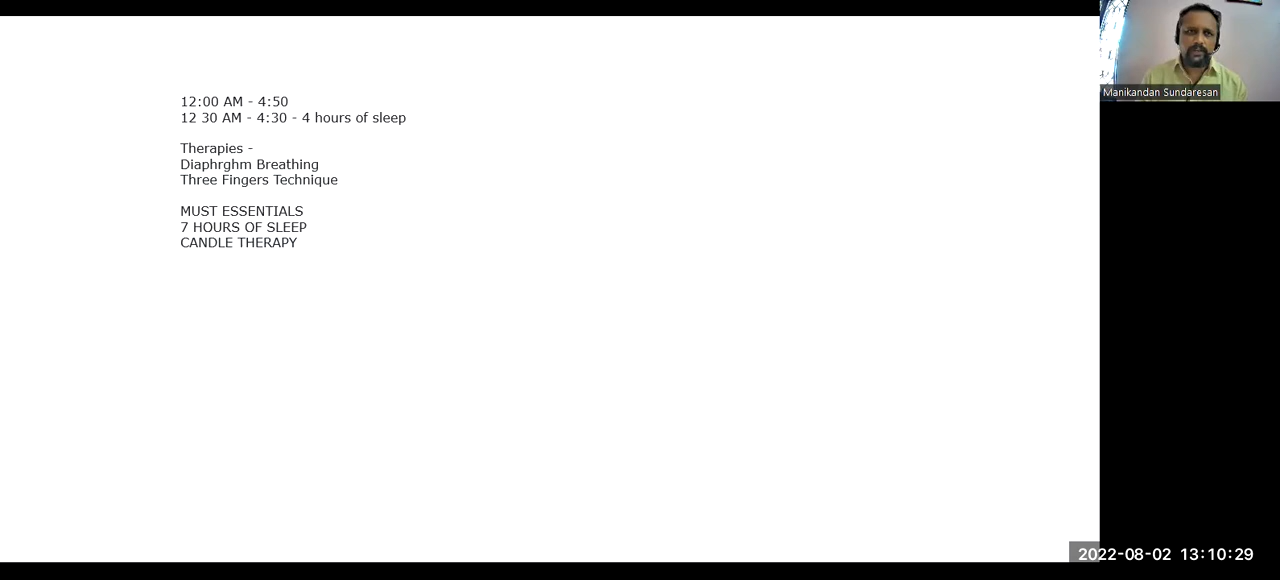 12:00 AM - 4:50
12 30 AM - 4:30 - 4 hours of sleep
Therapies -
Diaphrghm Breathing
Three Fingers Technique
MUST ESSENTIALS
7 HOURS OF SLEEP
CANDLE THERAPY
Manikandan Sundaresan
2022-08-02 13:10:29